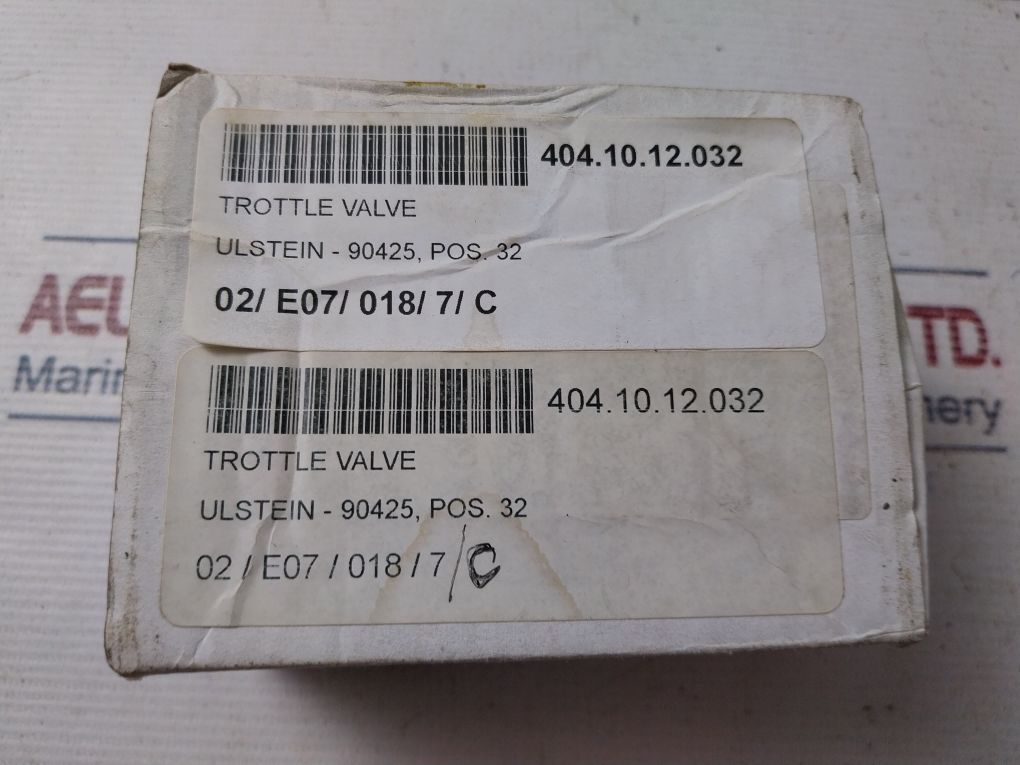 404.10.12.032
TROTTLE VALVE
ULSTEIN - 90425, POS. 32
02/ E07/ 018/ 7/ C
404.10.12.032
TROTTLE VALVE
ULSTEIN - 90425, POS. 32
02 / E07 / 018 / 7 / C
TD.